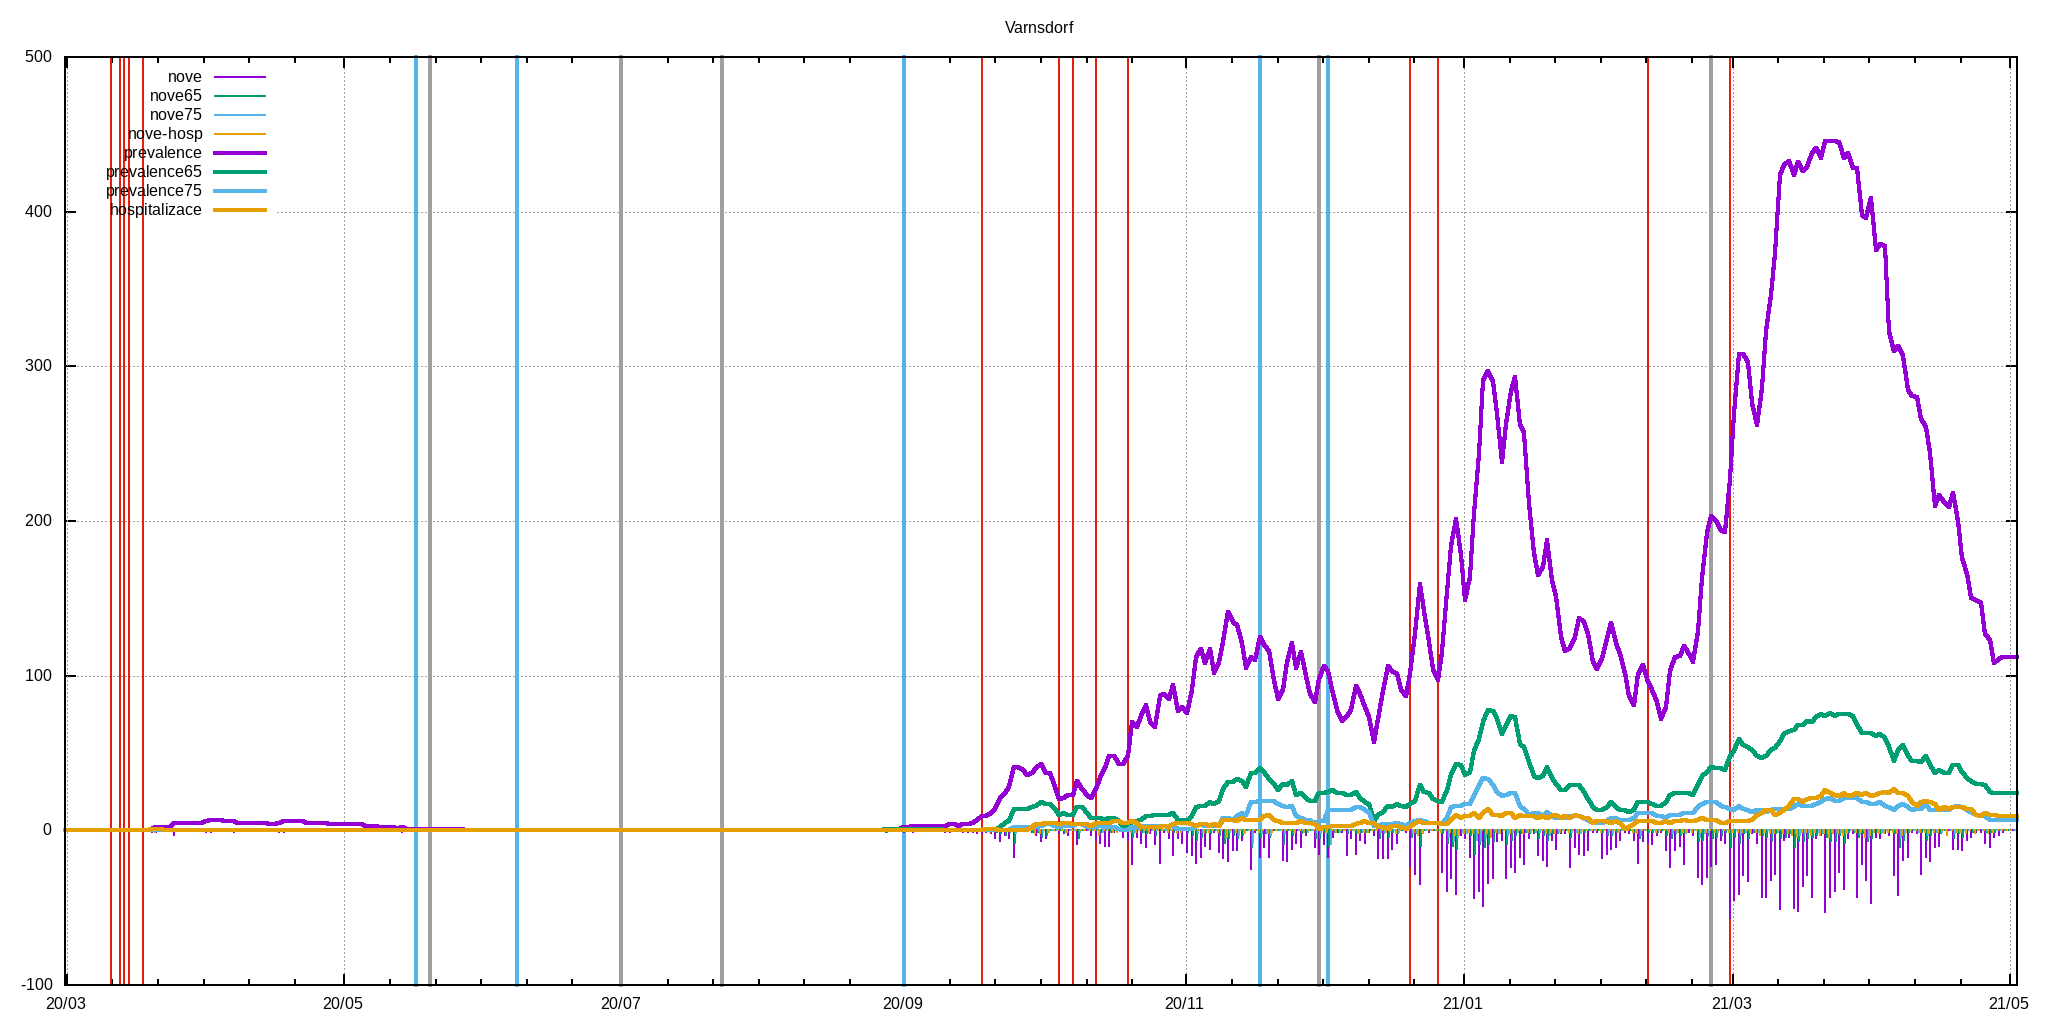 Varnsdorf
500
nove
nove65
nove75
nove-hosp
prevalence
prevalence65
prevalence75
hospitalizace
400
300
200
100
0
-100
20/03 20/05 20/07 20/09 20/11 21/01 21/03 21/05